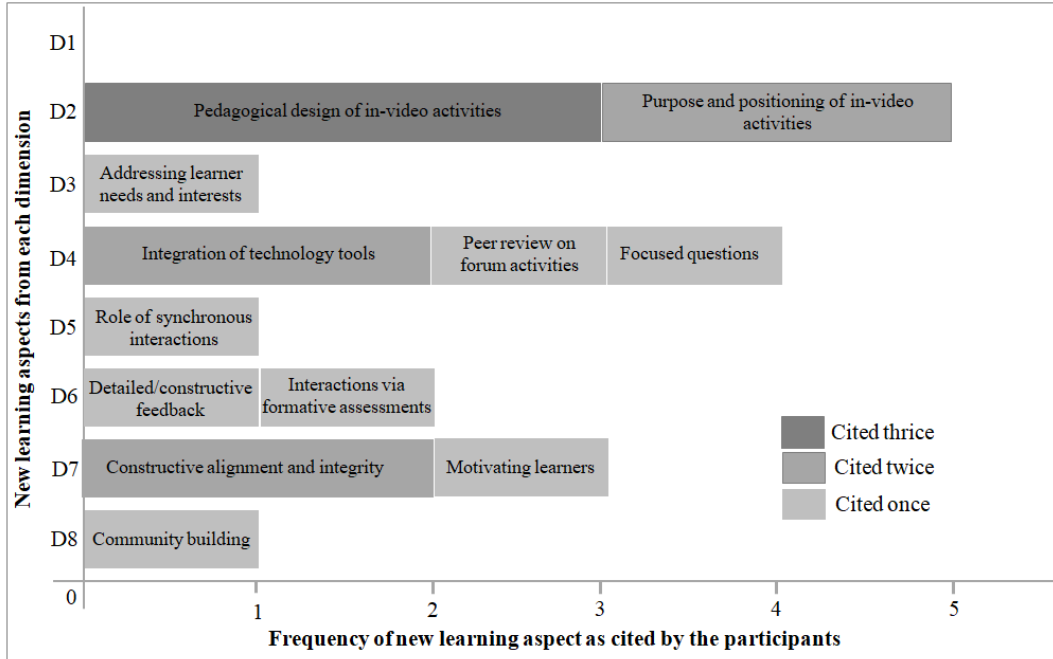 New learning aspects from each dimension
D1
D2
Pedagogical design of in-video activities
Purpose and positioning of in-video
activities
D3
Addressing learner
needs and interests
D4
Integration of technology tools
Peer review on
forum activities
Focused questions
D5
Role of synchronous
interactions
D6
Detailed/constructive
feedback
Interactions via
formative assessments
D7
Constructive alignment and integrity
Motivating learners
D8
Community building
Cited thrice
Cited twice
Cited once
0
1
2
3
4
5
Frequency of new learning aspect as cited by the participants